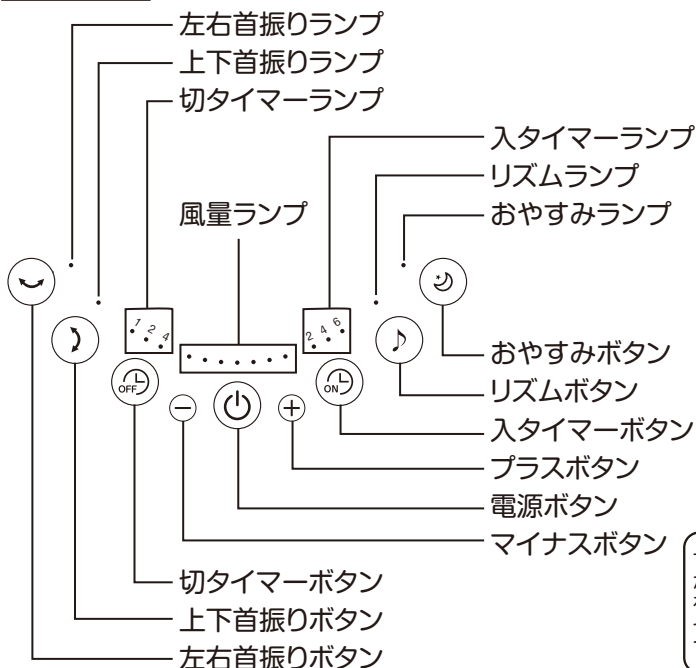 左右首振りランプ
上下首振りランプ
切タイマーランプ
入タイマーランプ
リズムランプ
おやすみランプ
風量ランプ
1 2 4
2 4 6
OFF
ON
おやすみボタン
リズムボタン
入タイマーボタン
プラスボタン
電源ボタン
マイナスボタン
切タイマーボタン
上下首振りボタン
左右首振りボタン